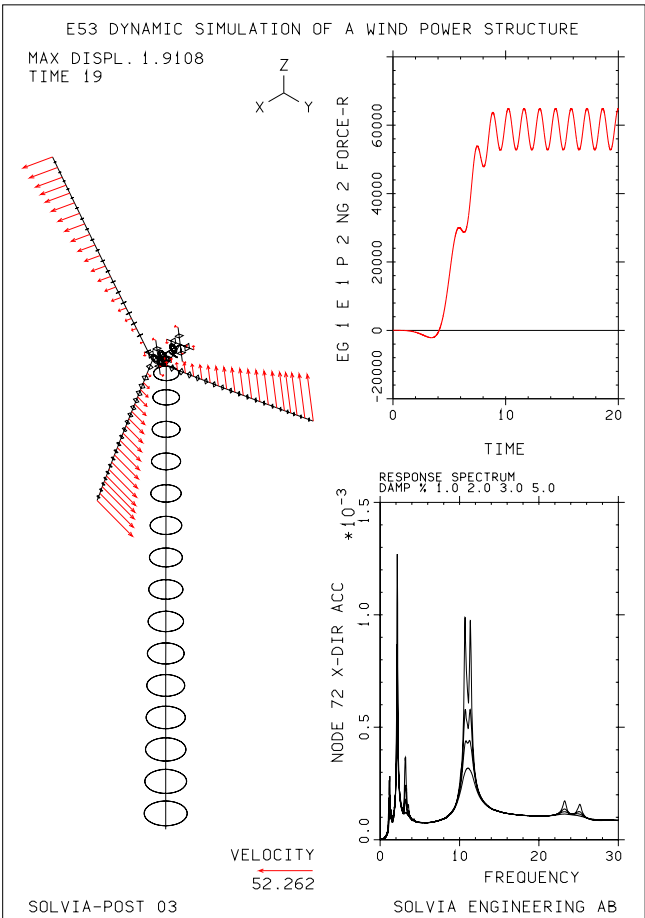 E53 DYNAMIC SIMULATION OF A WIND POWER STRUCTURE
MAX DISPL. 1.9108
TIME 19
Z
X Y
EG 1 E 1 P 2 NG 2 FORCE-R
60000
40000
20000
0
-20000
0 10 20
TIME
RESPONSE SPECTRUM
DAMP % 1.0 2.0 3.0 5.0
*10-3
NODE 72 X-DIR ACC
1.5
1.0
0.5
0.0
0 10 20 30
FREQUENCY
VELOCITY
52.262
SOLVIA-POST 03
SOLVIA ENGINEERING AB